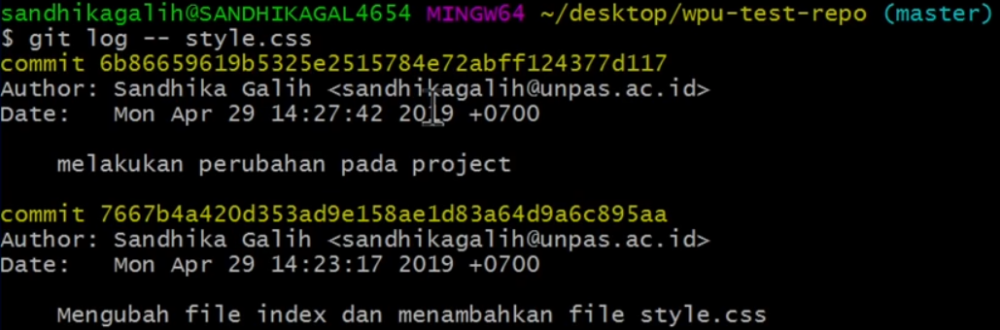 sandhikagalih@SANDHIKAGAL4654 MINGW64 ~/desktop/wpu-test-repo (master)
$ git log -- style.css
commit 6b86659619b5325e2515784e72abff124377d117
Author: Sandhika Galih <sandhikagalih@unpas.ac.id>
Date:   Mon Apr 29 14:27:42 2019 +0700
melakukan perubahan pada project
commit 7667b4a420d353ad9e158ae1d83a64d9a6c895aa
Author: Sandhika Galih <sandhikagalih@unpas.ac.id>
Date:   Mon Apr 29 14:23:17 2019 +0700
Mengubah file index dan menambahkan file style.css